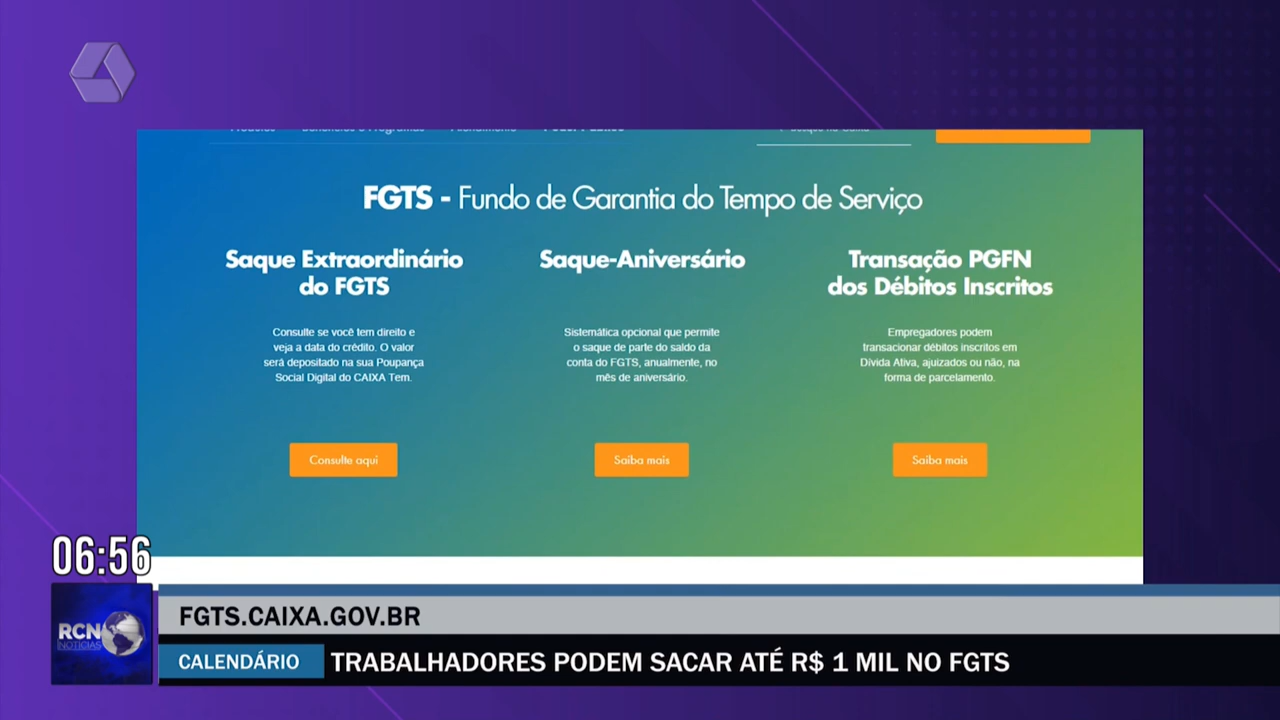 FGTS - Fundo de Garantia do Tempo de Serviço
Saque Extraordinário
do FGTS
Consulte se você tem direito e
veja a data do crédito. O valor
será depositado na sua Poupança
Social Digital do CAIXA Tem.
Consulte aqui
Saque-Aniversário
Sistemática opcional que permite
o saque de parte do saldo da
conta do FGTS, anualmente, no
mês de aniversário.
Saiba mais
Transação PGFN
dos Débitos Inscritos
Empregadores podem
transacionar débitos inscritos em
Dívida Ativa, ajuizados ou não, na
forma de parcelamento.
Saiba mais
06:56
RCN
NOTÍCIAS
FGTS.CAIXA.GOV.BR
CALENDÁRIO
TRABALHADORES PODEM SACAR ATÉ R$ 1 MIL NO FGTS